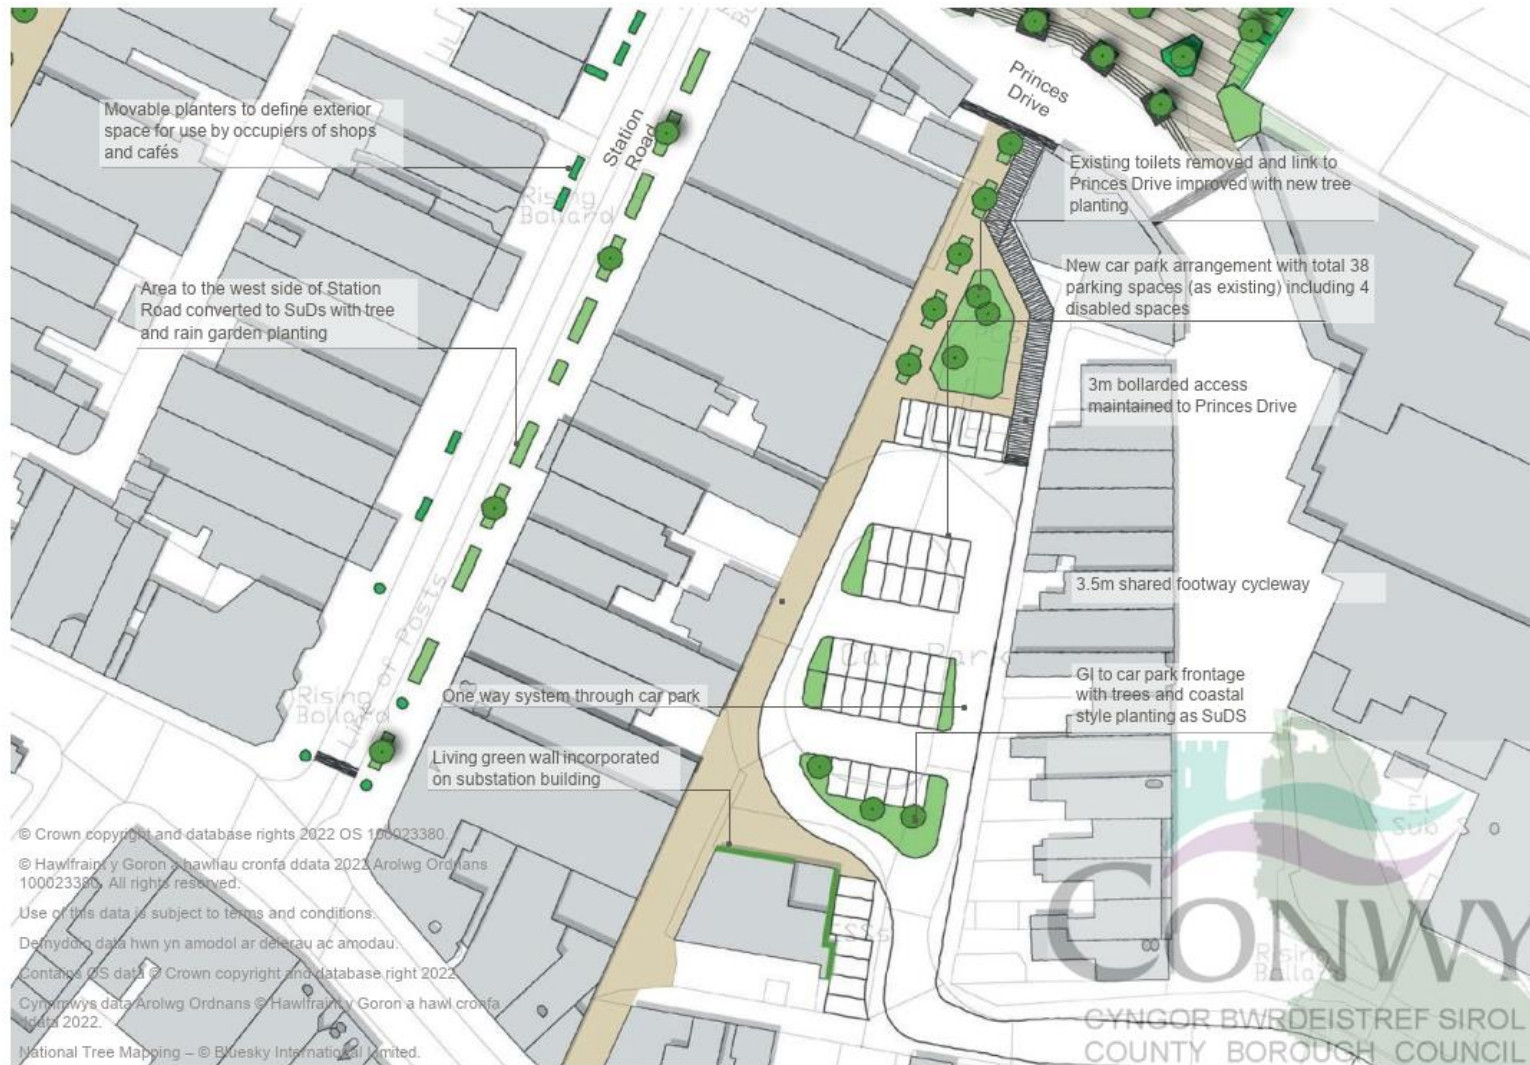 Princes
Drive
Station
Road
Movable planters to define exterior
space for use by occupiers of shops
and cafés
Rising
Bollard
Existing toilets removed and link to
Princes Drive improved with new tree
planting
Area to the west side of Station
Road converted to SuDs with tree
and rain garden planting
New car park arrangement with total 38
parking spaces (as existing) including 4
disabled spaces
3m bollarded access
maintained to Princes Drive
3.5m shared footway cycleway
Line of Posts
Car Park
GI to car park frontage
with trees and coastal
style planting as SuDS
Rising
Bollard
One way system through car park
Living green wall incorporated
on substation building
El
Sub
Rising
Bollard
© Crown copyright and database rights 2022 OS 100023380.
© Hawlfraint y Goron a hawliau cronfa ddata 2022 Arolwg Ordnans
100023380. All rights reserved.
Use of this data is subject to terms and conditions.
Defnyddio data hwn yn amodol ar delerau ac amodau.
Contains OS data © Crown copyright and database right 2022
Cynnwys data Arolwg Ordnans © Hawlfraint y Goron a hawl cronfa
ddata 2022.
National Tree Mapping – © Bluesky International Limited.
CONWY
CYNGOR BWRDEISTREF SIROL
COUNTY BOROUGH COUNCIL